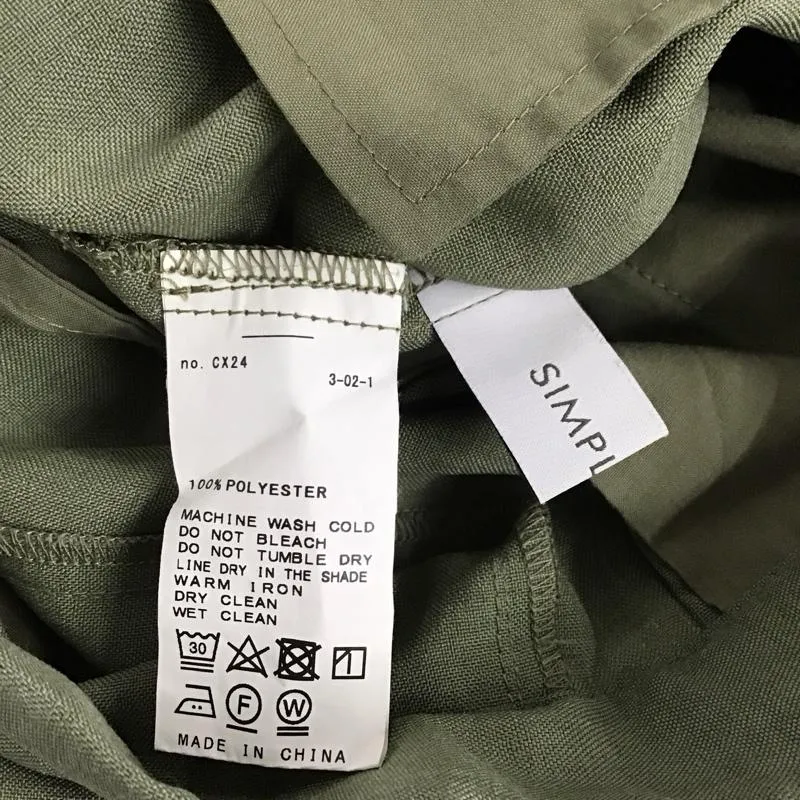 no. CX24
3-02-1
100% POLYESTER
MACHINE WASH COLD
DO NOT BLEACH
DO NOT TUMBLE DRY
LINE DRY IN THE SHADE
WARM IRON
DRY CLEAN
WET CLEAN
30
F
W
MADE IN CHINA
SIMPL